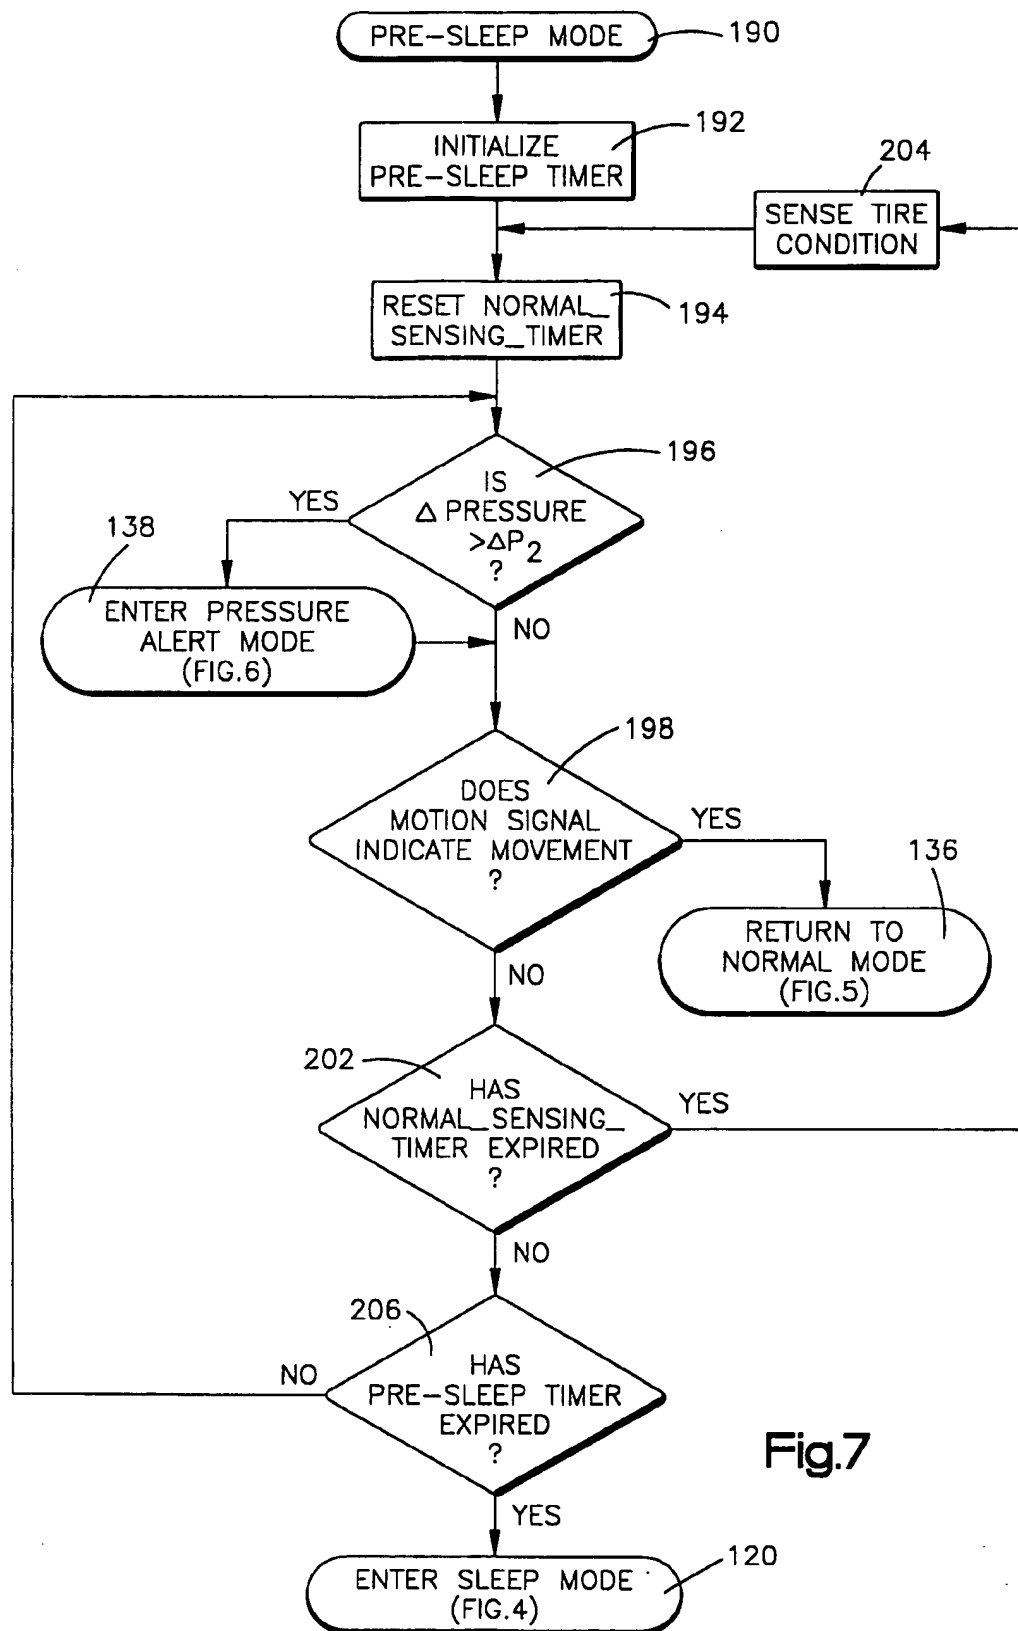 PRE-SLEEP MODE
190
INITIALIZE
PRE-SLEEP TIMER
192
204
SENSE TIRE
CONDITION
RESET NORMAL_
SENSING_TIMER
194
196
IS
Δ PRESSURE
>ΔP2
?
YES
NO
138
ENTER PRESSURE
ALERT MODE
(FIG.6)
198
DOES
MOTION SIGNAL
INDICATE MOVEMENT
?
YES
NO
136
RETURN TO
NORMAL MODE
(FIG.5)
202
HAS
NORMAL_SENSING_
TIMER EXPIRED
?
YES
NO
206
HAS
PRE-SLEEP TIMER
EXPIRED
?
NO
YES
Fig.7
120
ENTER SLEEP MODE
(FIG.4)